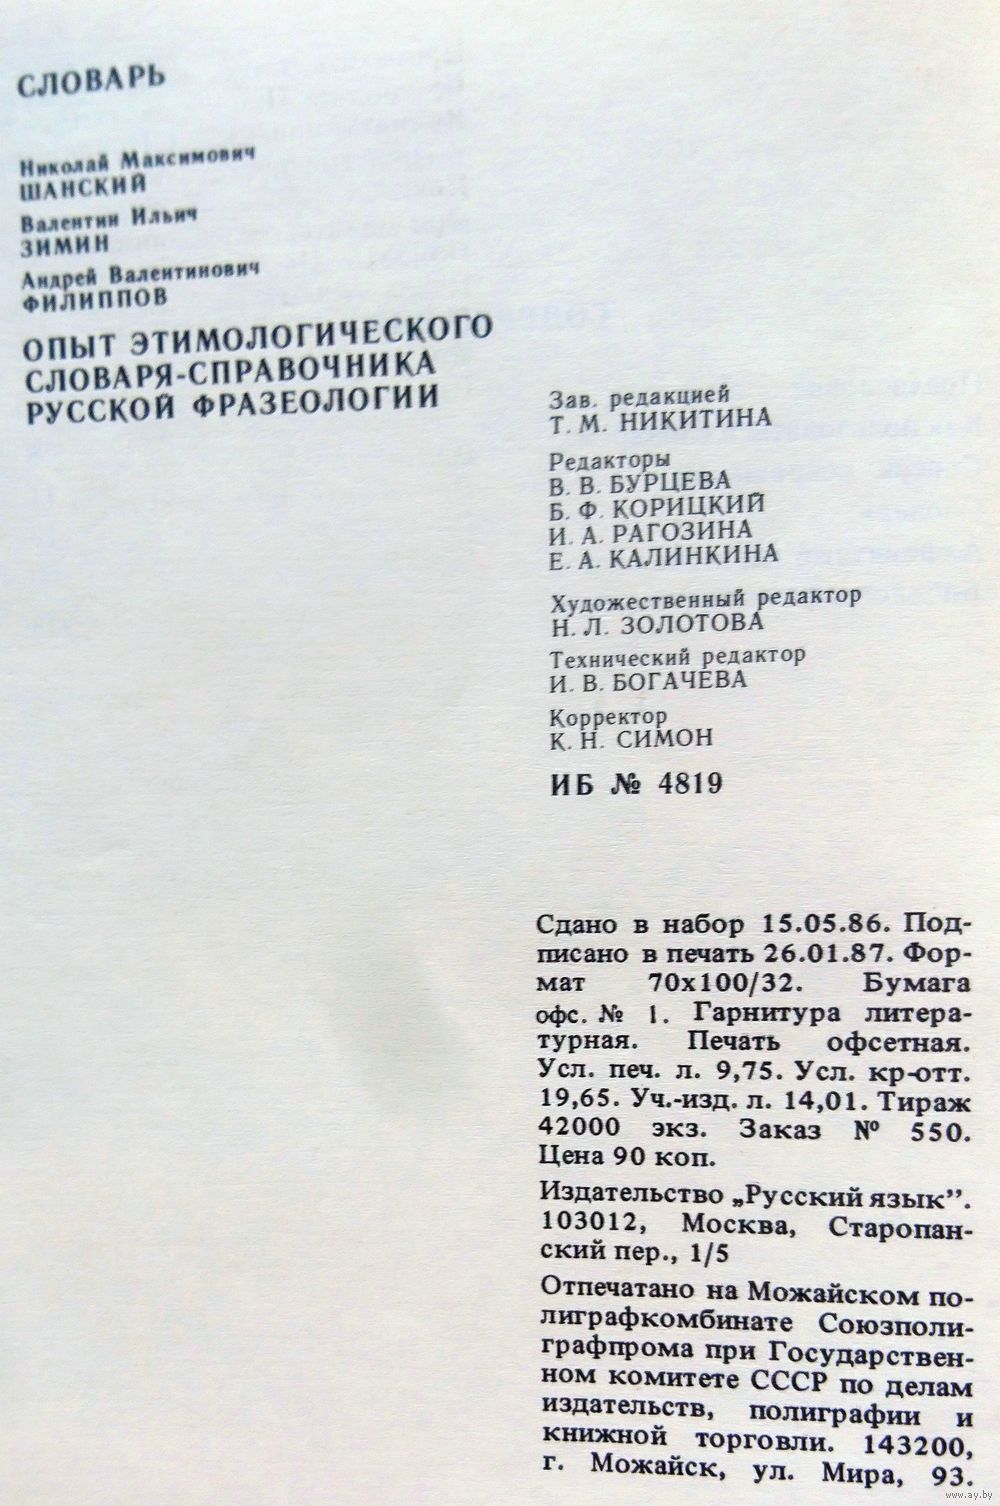 СЛОВАРЬ
Николай Максимович
ШАНСКИЙ
Валентин Ильич
ЗИМИН
Андрей Валентинович
ФИЛИППОВ
ОПЫТ ЭТИМОЛОГИЧЕСКОГО
СЛОВАРЯ-СПРАВОЧНИКА
РУССКОЙ ФРАЗЕОЛОГИИ
Зав. редакцией
Т. М. НИКИТИНА
Редакторы
В. В. БУРЦЕВА
Б. Ф. КОРИЦКИЙ
И. А. РАГОЗИНА
Е. А. КАЛИНКИНА
Художественный редактор
Н. Л. ЗОЛОТОВА
Технический редактор
И. В. БОГАЧЕВА
Корректор
К. Н. СИМОН
ИБ № 4819
Сдано в набор 15.05.86. Под-
писано в печать 26.01.87. Фор-
мат 70х100/32. Бумага
офс. № 1. Гарнитура литера-
турная. Печать офсетная.
Усл. печ. л. 9,75. Усл. кр-отт.
19,65. Уч.-изд. л. 14,01. Тираж
42000 экз. Заказ № 550.
Цена 90 коп.
Издательство „Русский язык”.
103012, Москва, Старопан-
ский пер., 1/5
Отпечатано на Можайском по-
лиграфкомбинате Союзполи-
графпрома при Государствен-
ном комитете СССР по делам
издательств, полиграфии и
книжной торговли. 143200,
г. Можайск, ул. Мира, 93.
www.ay.by